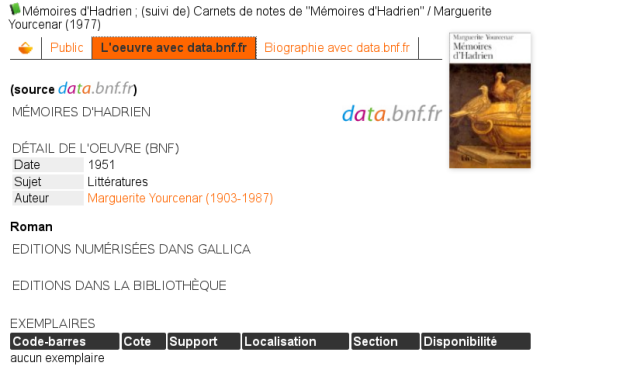 Mémoires d'Hadrien ; (suivi de) Carnets de notes de "Mémoires d'Hadrien" / Marguerite
Yourcenar (1977)
Public
L'oeuvre avec data.bnf.fr
Biographie avec data.bnf.fr
Marguerite Yourcenar
Mémoires
d'Hadrien
(source data.bnf.fr)
MÉMOIRES D'HADRIEN
data.bnf.fr
DÉTAIL DE L'OEUVRE (BNF)
Date 1951
Sujet Littératures
Auteur Marguerite Yourcenar (1903-1987)
Roman
EDITIONS NUMÉRISÉES DANS GALLICA
EDITIONS DANS LA BIBLIOTHÈQUE
EXEMPLAIRES
Code-barres Cote Support Localisation Section Disponibilité
aucun exemplaire